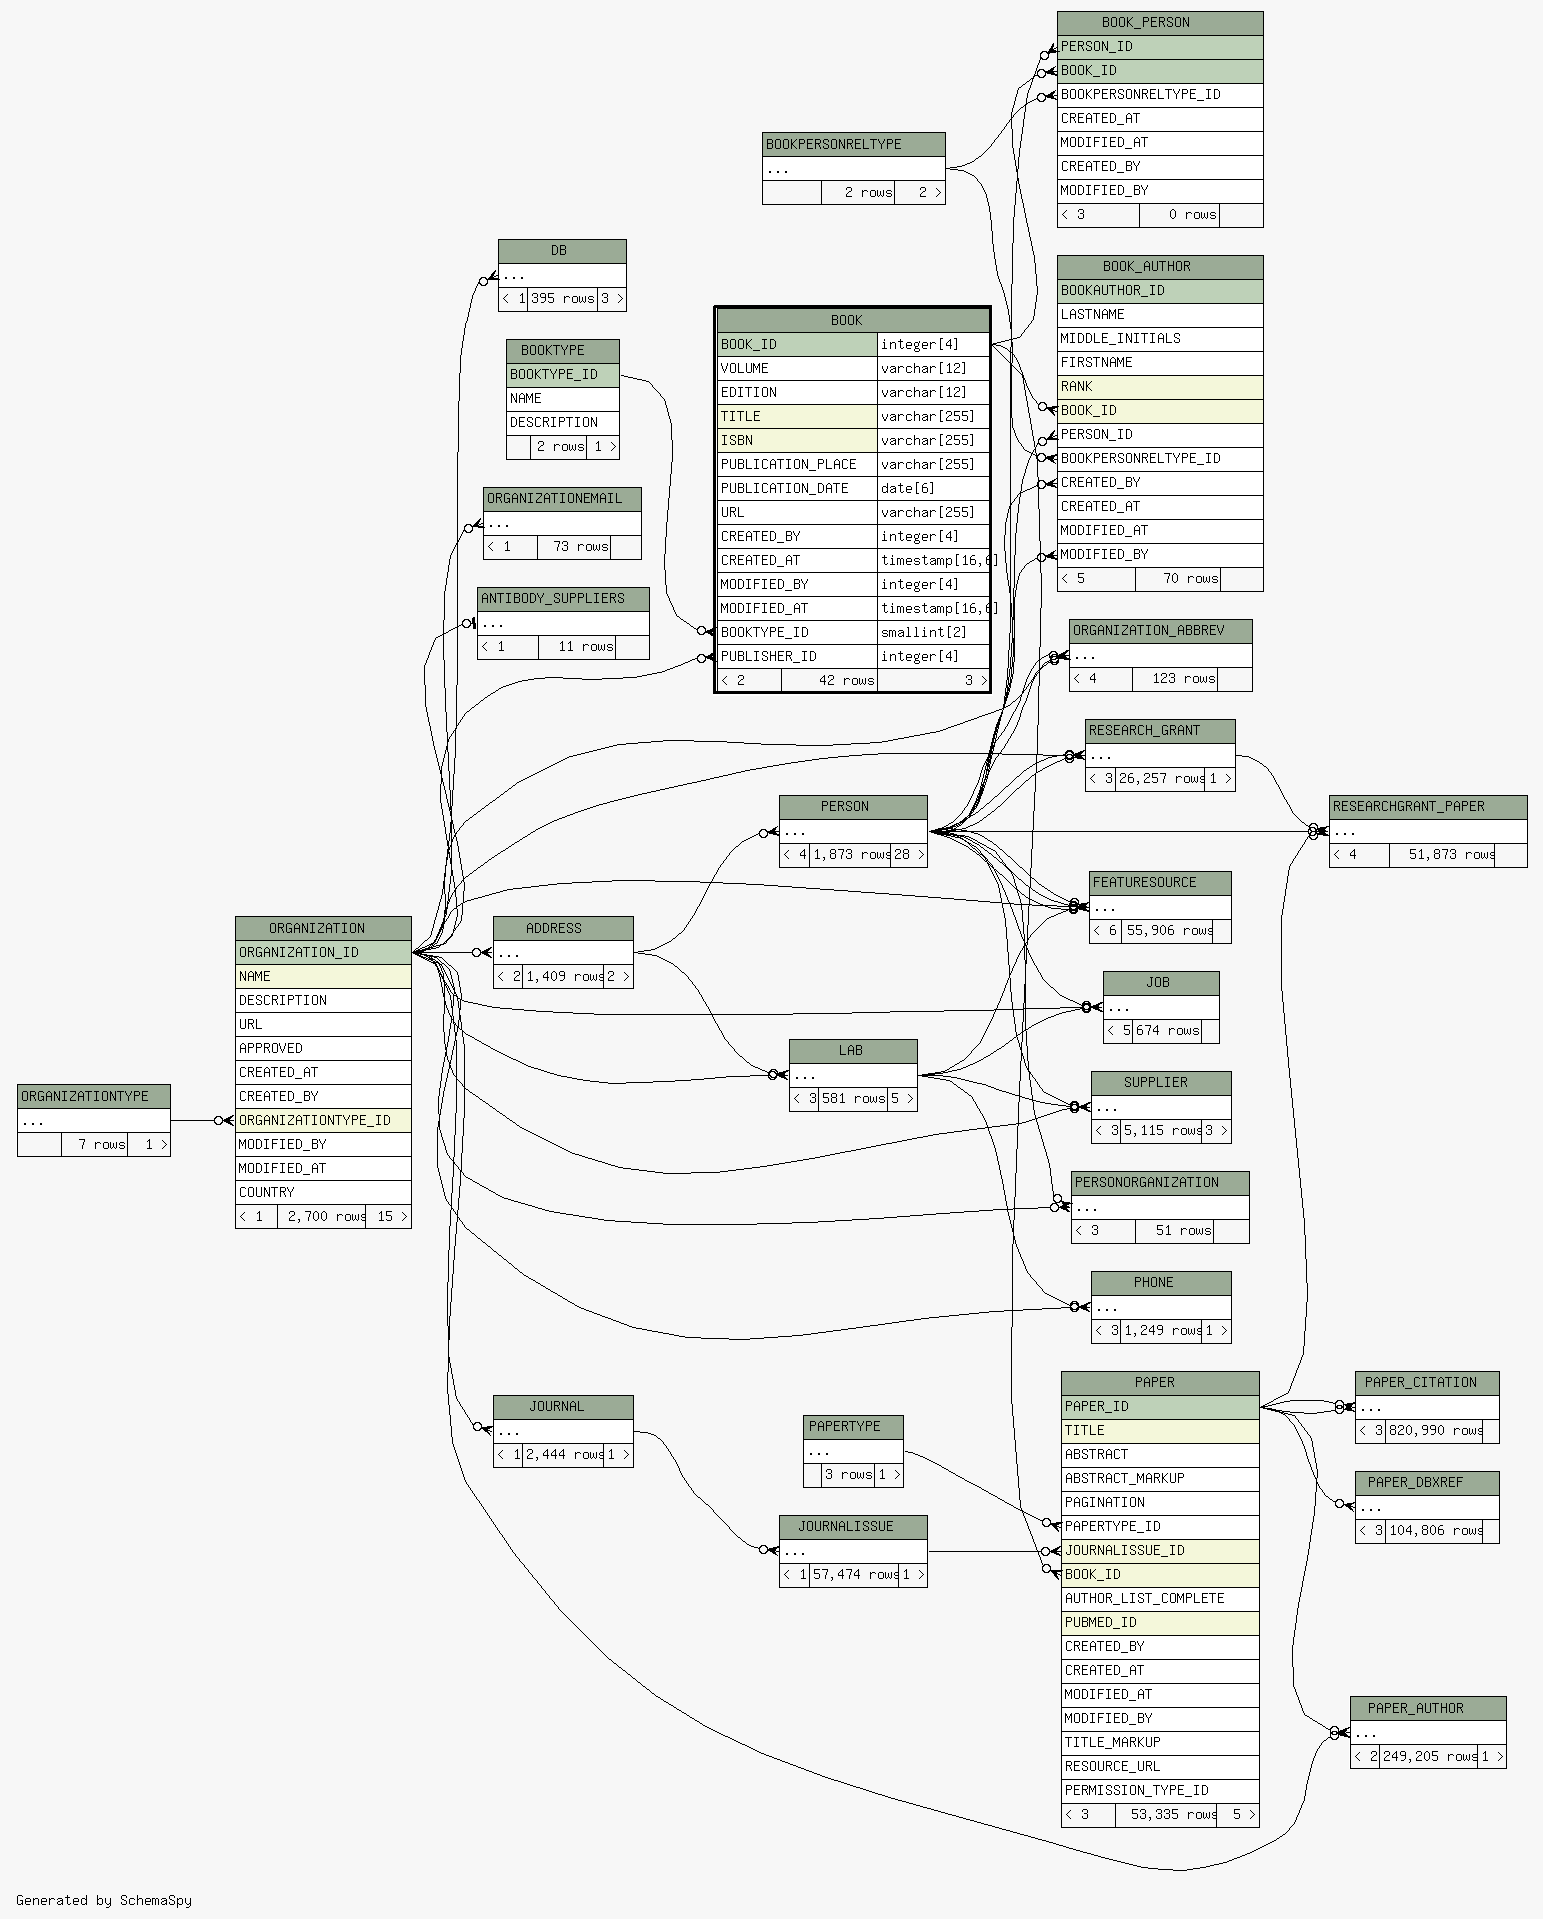 BOOK_PERSON
PERSON_ID
BOOK_ID
BOOKPERSONRELTYPE_ID
CREATED_AT
MODIFIED_AT
CREATED_BY
MODIFIED_BY
< 3 0 rows
BOOKPERSONRELTYPE
...
2 rows 2 >
DB
...
< 1 395 rows 3 >
BOOK_AUTHOR
BOOKAUTHOR_ID
LASTNAME
MIDDLE_INITIALS
FIRSTNAME
RANK
BOOK_ID
PERSON_ID
BOOKPERSONRELTYPE_ID
CREATED_BY
CREATED_AT
MODIFIED_AT
MODIFIED_BY
< 5 70 rows
BOOK
BOOK_ID integer[4]
VOLUME varchar[12]
EDITION varchar[12]
TITLE varchar[255]
ISBN varchar[255]
PUBLICATION_PLACE varchar[255]
PUBLICATION_DATE date[6]
URL varchar[255]
CREATED_BY integer[4]
CREATED_AT timestamp[16,6]
MODIFIED_BY integer[4]
MODIFIED_AT timestamp[16,6]
BOOKTYPE_ID smallint[2]
PUBLISHER_ID integer[4]
< 2 42 rows 3 >
BOOKTYPE
BOOKTYPE_ID
NAME
DESCRIPTION
2 rows 1 >
ORGANIZATIONEMAIL
...
< 1 73 rows
ANTIBODY_SUPPLIERS
...
< 1 11 rows
ORGANIZATION_ABBREV
...
< 4 123 rows
RESEARCH_GRANT
...
< 3 26,257 rows 1 >
PERSON
...
< 4 1,873 rows 28 >
RESEARCHGRANT_PAPER
...
< 4 51,873 rows
FEATURESOURCE
...
< 6 55,906 rows
ORGANIZATION
ORGANIZATION_ID
NAME
DESCRIPTION
URL
APPROVED
CREATED_AT
CREATED_BY
ORGANIZATIONTYPE_ID
MODIFIED_BY
MODIFIED_AT
COUNTRY
< 1 2,700 rows 15 >
ADDRESS
...
< 2 1,409 rows 2 >
JOB
...
< 5 674 rows
LAB
...
< 3 581 rows 5 >
SUPPLIER
...
< 3 5,115 rows 3 >
ORGANIZATIONTYPE
...
7 rows 1 >
PERSONORGANIZATION
...
< 3 51 rows
PHONE
...
< 3 1,249 rows 1 >
JOURNAL
...
< 1 2,444 rows 1 >
PAPERTYPE
...
3 rows 1 >
JOURNALISSUE
...
< 1 57,474 rows 1 >
PAPER
PAPER_ID
TITLE
ABSTRACT
ABSTRACT_MARKUP
PAGINATION
PAPERTYPE_ID
JOURNALISSUE_ID
BOOK_ID
AUTHOR_LIST_COMPLETE
PUBMED_ID
CREATED_BY
CREATED_AT
MODIFIED_AT
MODIFIED_BY
TITLE_MARKUP
RESOURCE_URL
PERMISSION_TYPE_ID
< 3 53,335 rows 5 >
PAPER_CITATION
...
< 3 820,990 rows
PAPER_DBXREF
...
< 3 104,806 rows
PAPER_AUTHOR
...
< 2 249,205 rows 1 >
Generated by SchemaSpy